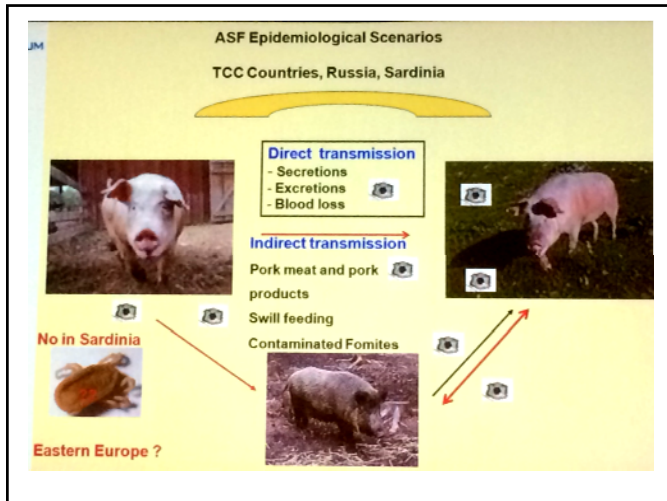 UM
ASF Epidemiological Scenarios
TCC Countries, Russia, Sardinia
Direct transmission
- Secretions
- Excretions
- Blood loss
Indirect transmission
Pork meat and pork
products
Swill feeding
Contaminated Fomites
No in Sardinia
Eastern Europe ?